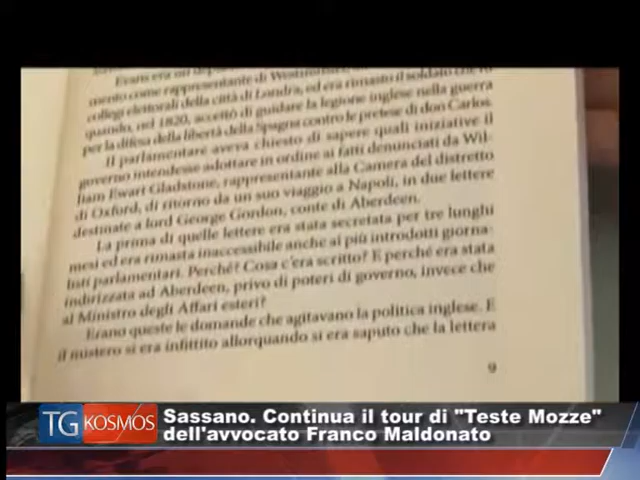 Evans era un
mento come rappresentante di Westminster,
collegi elettorali della città di Londra, ed era rimasto il soldato che
quando, nel 1820, accettò di guidare la legione inglese nella guerra
per la difesa della libertà della Spagna contro le pretese di don Carlos.
Il parlamentare aveva chiesto di sapere quali iniziative il
governo intendesse adottare in ordine ai fatti denunciati da Wil-
liam Ewart Gladstone, rappresentante alla Camera del distretto
di Oxford, di ritorno da un suo viaggio a Napoli, in due lettere
destinate a lord George Gordon, conte di Aberdeen.
La prima di quelle lettere era stata secretata per tre lunghi
mesi ed era rimasta inaccessibile anche ai più introdotti giorna-
listi parlamentari. Perché? Cosa c'era scritto? E perché era stata
indirizzata ad Aberdeen, privo di poteri di governo, invece che
al Ministro degli Affari esteri?
Erano queste le domande che agitavano la politica inglese. E
il mistero si era infittito allorquando si era saputo che la lettera
9
TG KOSMOS
Sassano. Continua il tour di "Teste Mozze"
dell'avvocato Franco Maldonato